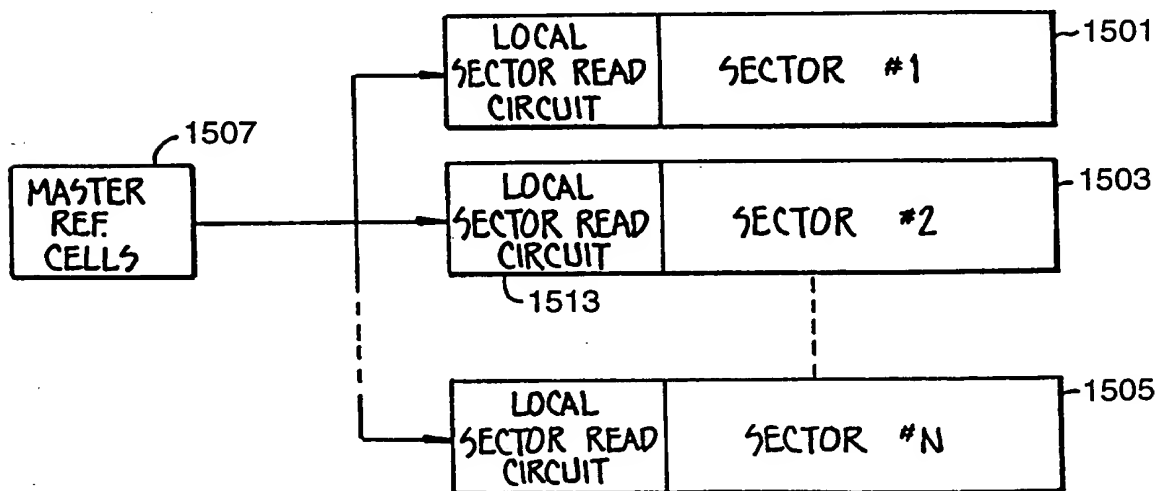 LOCAL
SECTOR READ
CIRCUIT
SECTOR #1
1501
1507
MASTER
REF.
CELLS
LOCAL
SECTOR READ
CIRCUIT
SECTOR #2
1503
1513
LOCAL
SECTOR READ
CIRCUIT
SECTOR #N
1505